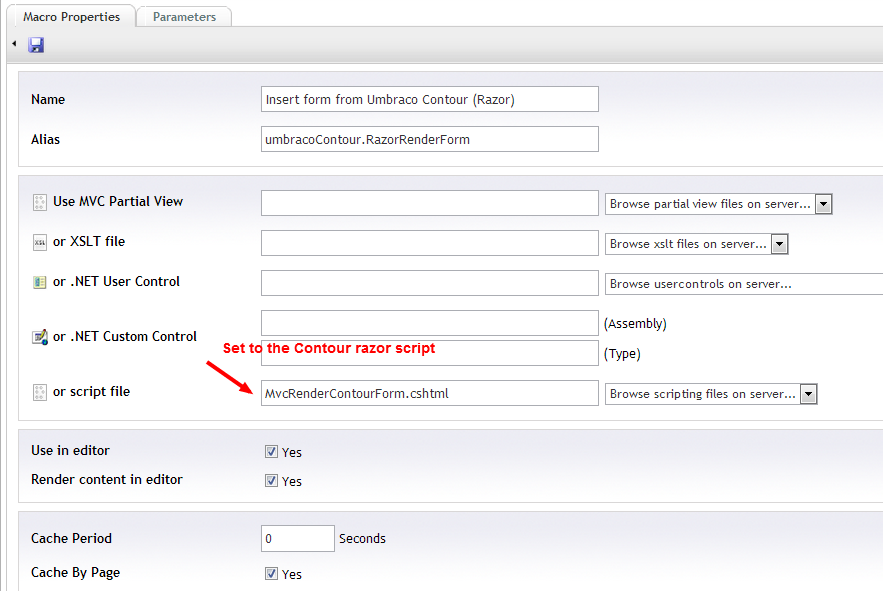 Macro Properties Parameters
Name Insert form from Umbraco Contour (Razor)
Alias umbracoContour.RazorRenderForm
Use MVC Partial View Browse partial view files on server...
XSL or XSLT file Browse xslt files on server...
or .NET User Control Browse usercontrols on server...
(Assembly)
or .NET Custom Control
Set to the Contour razor script
(Type)
or script file MvcRenderContourForm.cshtml Browse scripting files on server...
Use in editor Yes
Render content in editor Yes
Cache Period 0 Seconds
Cache By Page Yes